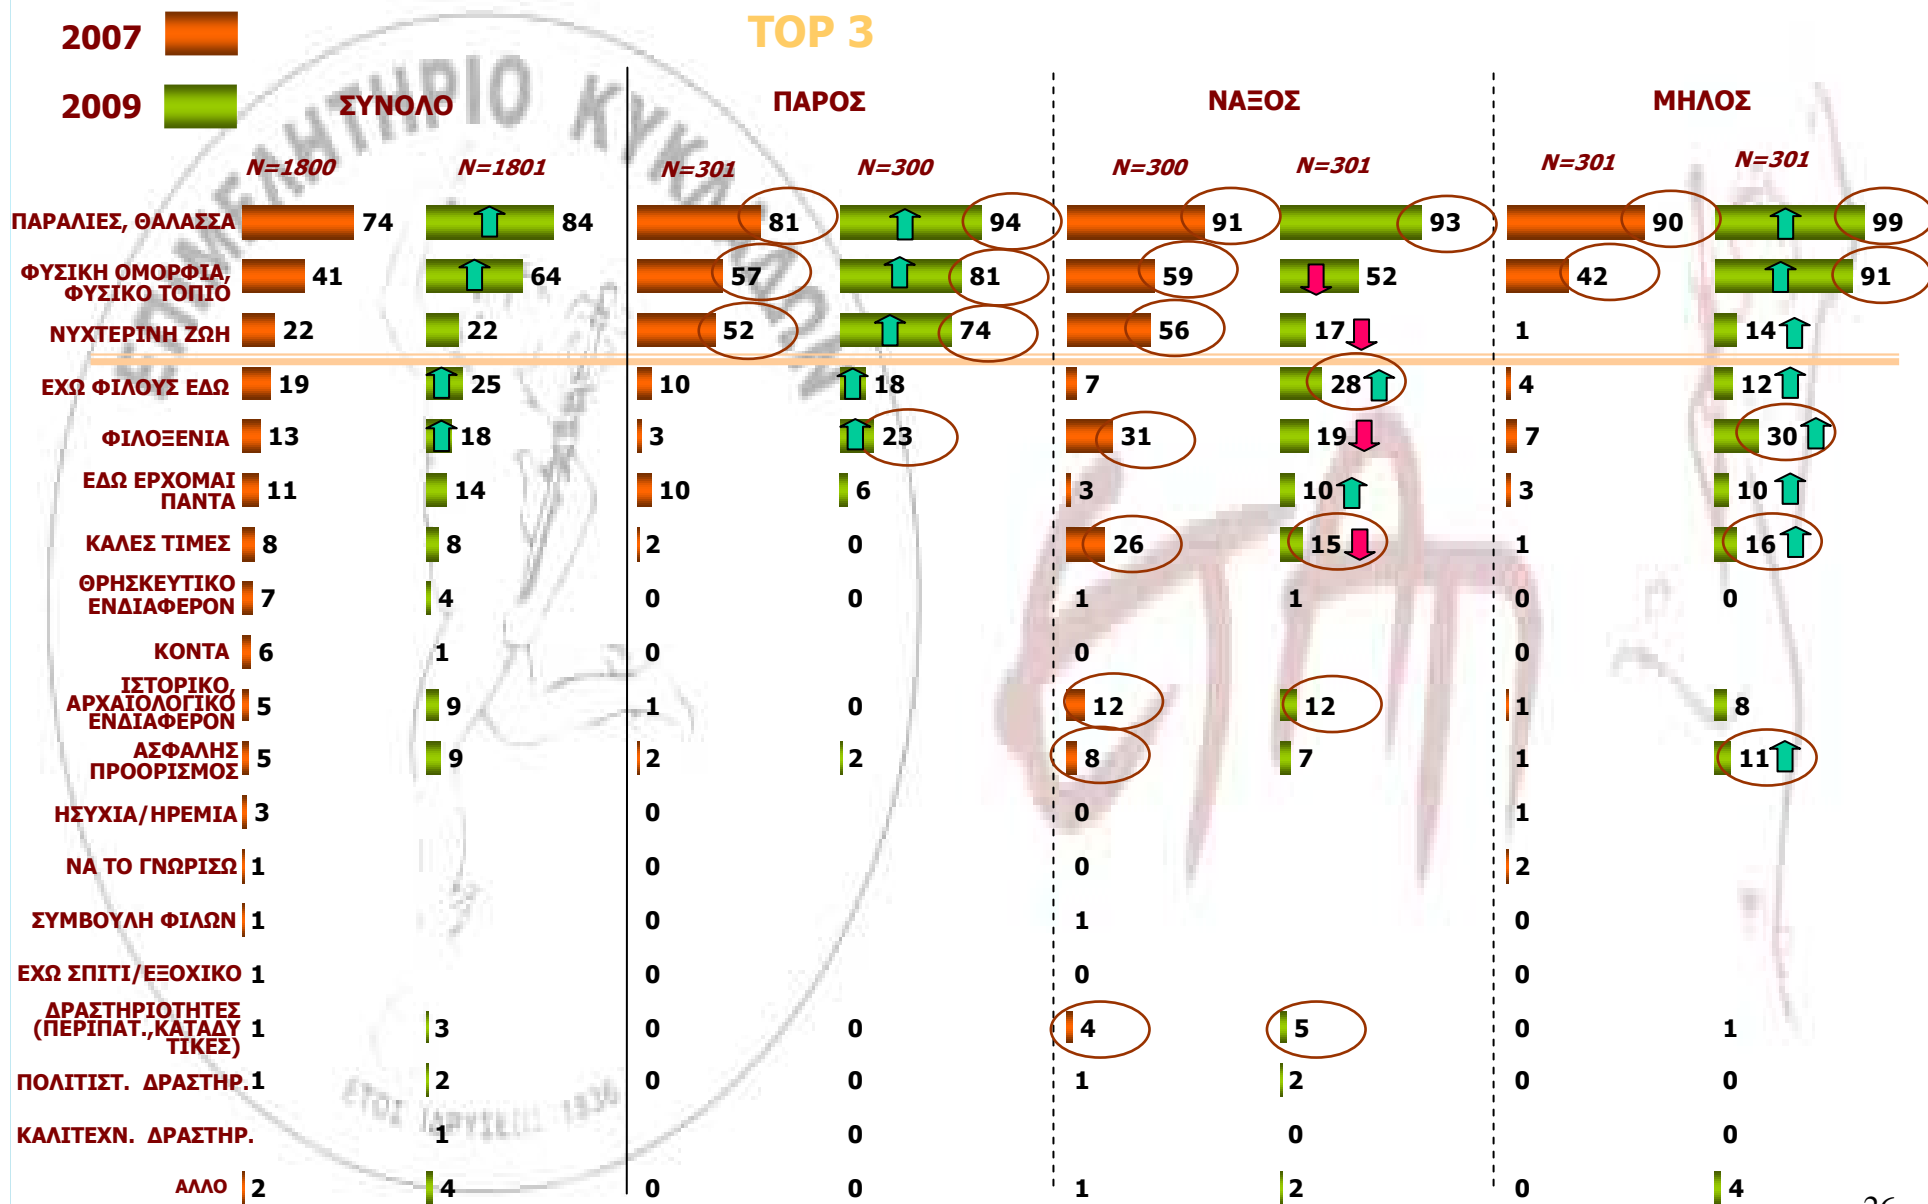 TOP 3
2007
2009
ΣΥΝΟΛΟ ΠΑΡΟΣ ΝΑΞΟΣ ΜΗΛΟΣ
N=1800 N=1801 N=301 N=300 N=300 N=301 N=301 N=301
ΠΑΡΑΛΙΕΣ, ΘΑΛΑΣΣΑ 74 84 81 94 91 93 90 99
ΦΥΣΙΚΗ ΟΜΟΡΦΙΑ,
ΦΥΣΙΚΟ ΤΟΠΙΟ 41 64 57 81 59 52 42 91
ΝΥΧΤΕΡΙΝΗ ΖΩΗ 22 22 52 74 56 17 1 14
ΕΧΩ ΦΙΛΟΥΣ ΕΔΩ 19 25 10 18 7 28 4 12
ΦΙΛΟΞΕΝΙΑ 13 18 3 23 31 19 7 30
ΕΔΩ ΕΡΧΟΜΑΙ
ΠΑΝΤΑ 11 14 10 6 3 10 3 10
ΚΑΛΕΣ ΤΙΜΕΣ 8 8 2 0 26 15 1 16
ΘΡΗΣΚΕΥΤΙΚΟ
ΕΝΔΙΑΦΕΡΟΝ 7 4 0 0 1 1 0 0
ΚΟΝΤΑ 6 1 0 0 0
ΙΣΤΟΡΙΚΟ,
ΑΡΧΑΙΟΛΟΓΙΚΟ
ΕΝΔΙΑΦΕΡΟΝ 5 9 1 0 12 12 1 8
ΑΣΦΑΛΗΣ
ΠΡΟΟΡΙΣΜΟΣ 5 9 2 2 8 7 1 11
ΗΣΥΧΙΑ/ΗΡΕΜΙΑ 3 0 0 1
ΝΑ ΤΟ ΓΝΩΡΙΣΩ 1 0 0 2
ΣΥΜΒΟΥΛΗ ΦΙΛΩΝ 1 0 1 0
ΕΧΩ ΣΠΙΤΙ/ΕΞΟΧΙΚΟ 1 0 0 0
ΔΡΑΣΤΗΡΙΟΤΗΤΕΣ
(ΠΕΡΙΠΑΤ.,ΚΑΤΑΔΥ
ΤΙΚΕΣ) 1 3 0 0 4 5 0 1
ΠΟΛΙΤΙΣΤ. ΔΡΑΣΤΗΡ. 1 2 0 0 1 2 0 0
ΚΑΛΙΤΕΧΝ. ΔΡΑΣΤΗΡ. 1 0 0 0
ΑΛΛΟ 2 4 0 0 1 2 0 4
ΕΠΙΜΕΛΗΤΗΡΙΟ ΚΥΚΛΑΔΩΝ
ΕΤΟΣ ΙΔΡΥΣΕΩΣ 1836